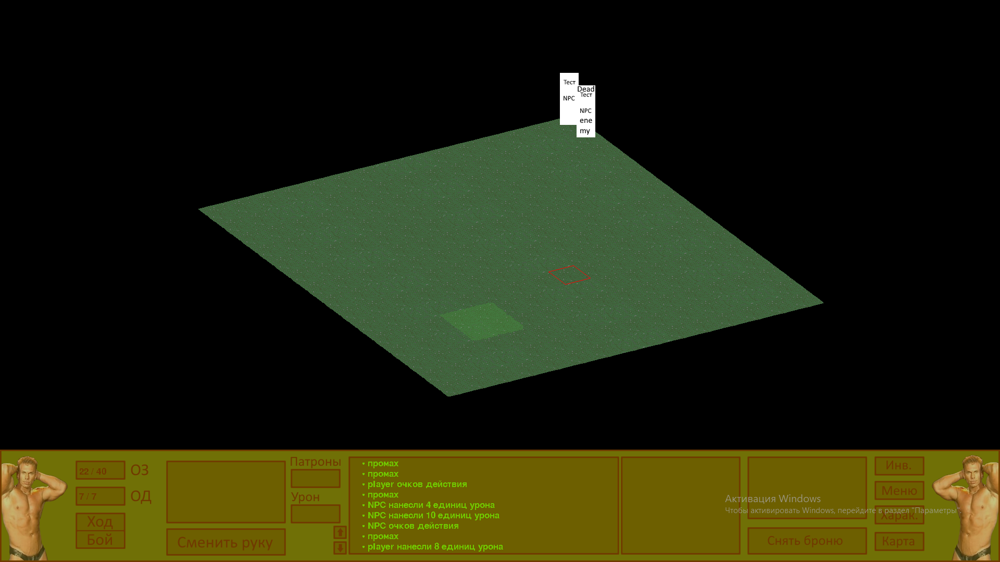 Тест
NPC
Dead
Тест
NPC
ene
my
22 / 40
ОЗ
7 / 7
ОД
Ход
Бой
Сменить руку
Патроны
Урон
• промах
• промах
• player очков действия
• промах
• NPC нанесли 4 единиц урона
• NPC нанесли 10 единиц урона
• NPC очков действия
• промах
• player нанесли 8 единиц урона
Инв.
Меню
Харак.
Карта
Снять броню
Активация Windows
Чтобы активировать Windows, перейдите в раздел "Параметры".